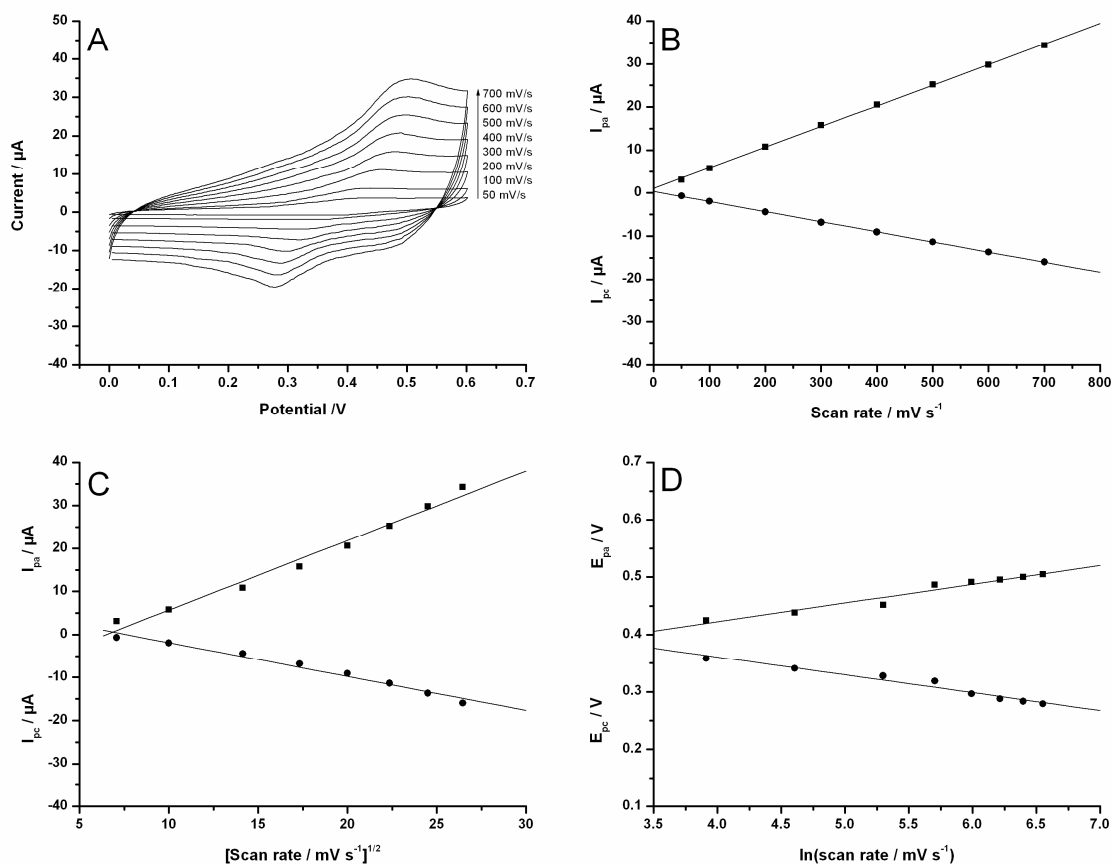 A
50
40
30
20
10
0
-10
-20
-30
-40
Current / µA
0.0 0.1 0.2 0.3 0.4 0.5 0.6 0.7
Potential /V
700 mV/s
600 mV/s
500 mV/s
400 mV/s
300 mV/s
200 mV/s
100 mV/s
50 mV/s
B
40
30
20
10
0
-10
-20
-30
-40
Ipa / µA
Ipc / µA
0 100 200 300 400 500 600 700 800
Scan rate / mV s-1
C
40
30
20
10
0
-10
-20
-30
-40
Ipa / µA
Ipc / µA
5 10 15 20 25 30
[Scan rate / mV s-1]1/2
D
0.7
0.6
0.5
0.4
0.3
0.2
0.1
Epa / V
Epc / V
3.5 4.0 4.5 5.0 5.5 6.0 6.5 7.0
ln(scan rate / mV s-1)